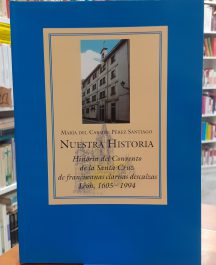 María del Carmen Pérez Santiago
Nuestra Historia
Historia del Convento
de la Santa Cruz
de franciscanas clarisas descalzas
León, 1605-1994